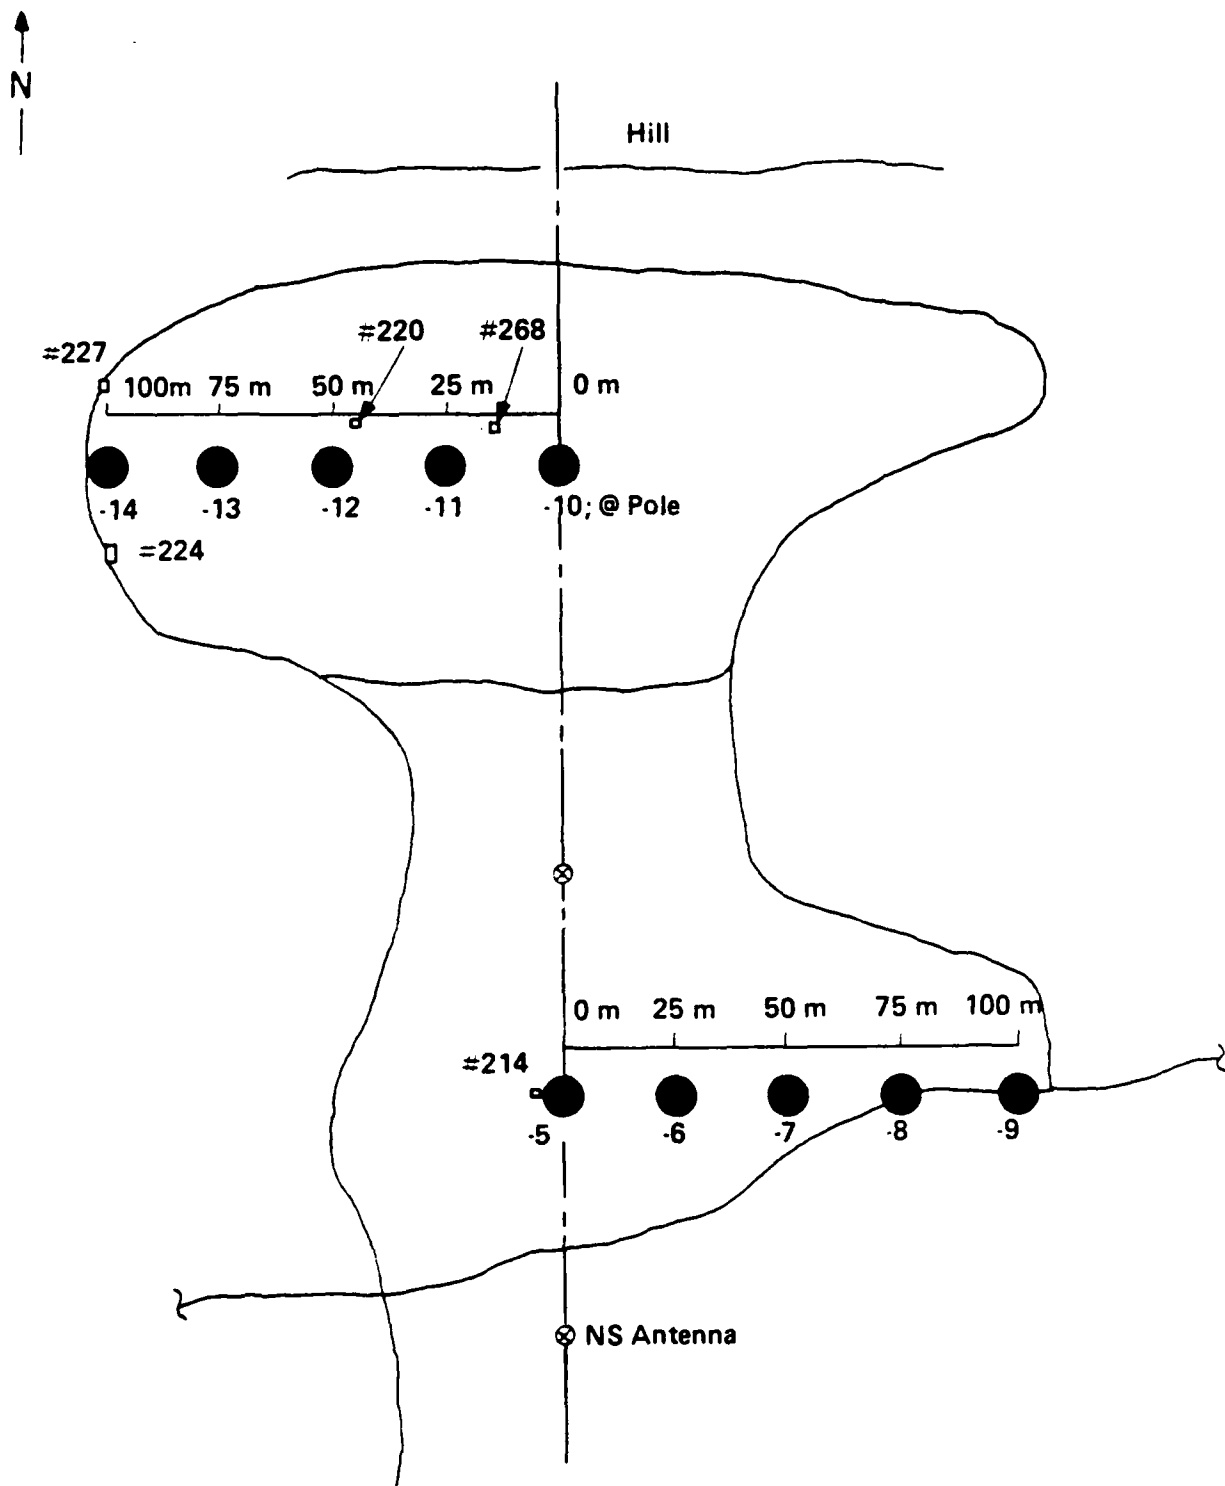 N
Hill
#220 #268
#227
100m 75 m 50 m 25 m 0 m
-14 -13 -12 -11 -10; @ Pole
=224
0 m 25 m 50 m 75 m 100 m
#214
-5 -6 -7 -8 -9
NS Antenna